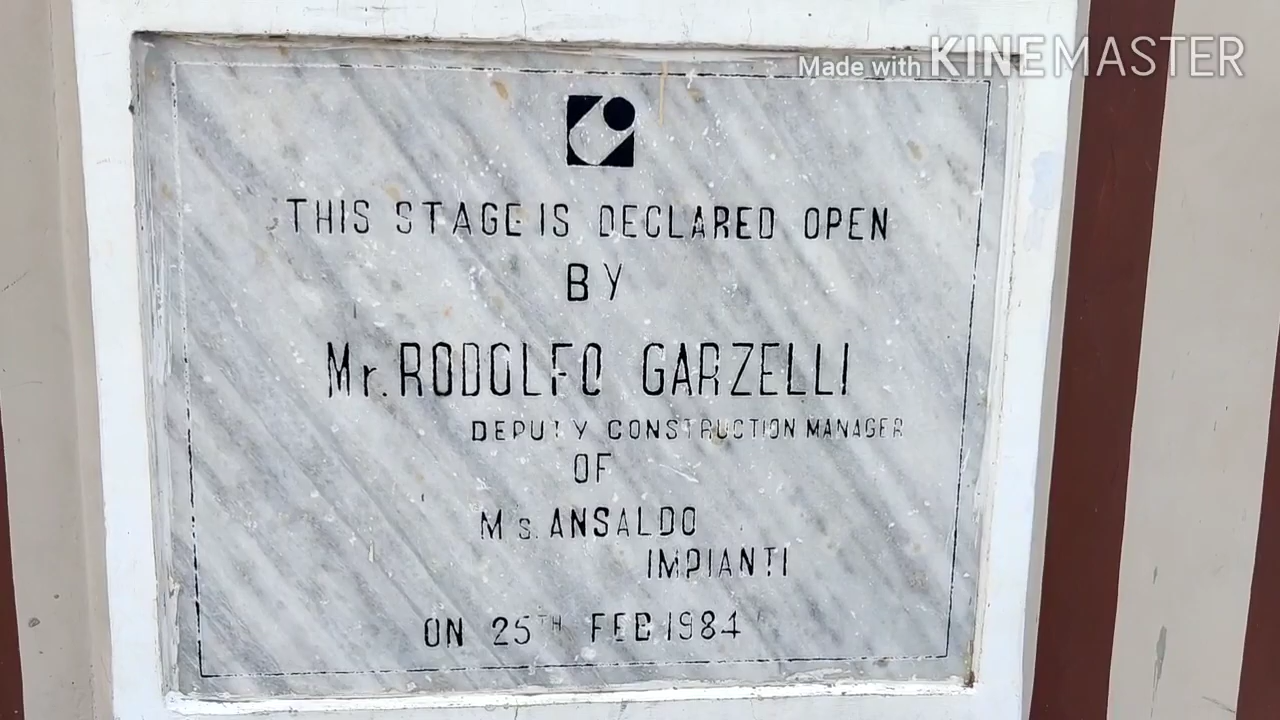 Made with KINEMASTER
THIS STAGE IS DECLARED OPEN
BY
Mr. RODOLFO GARZELLI
DEPUTY CONSTRUCTION MANAGER
OF
Ms. ANSALDO
IMPIANTI
ON 25TH FEB 1984